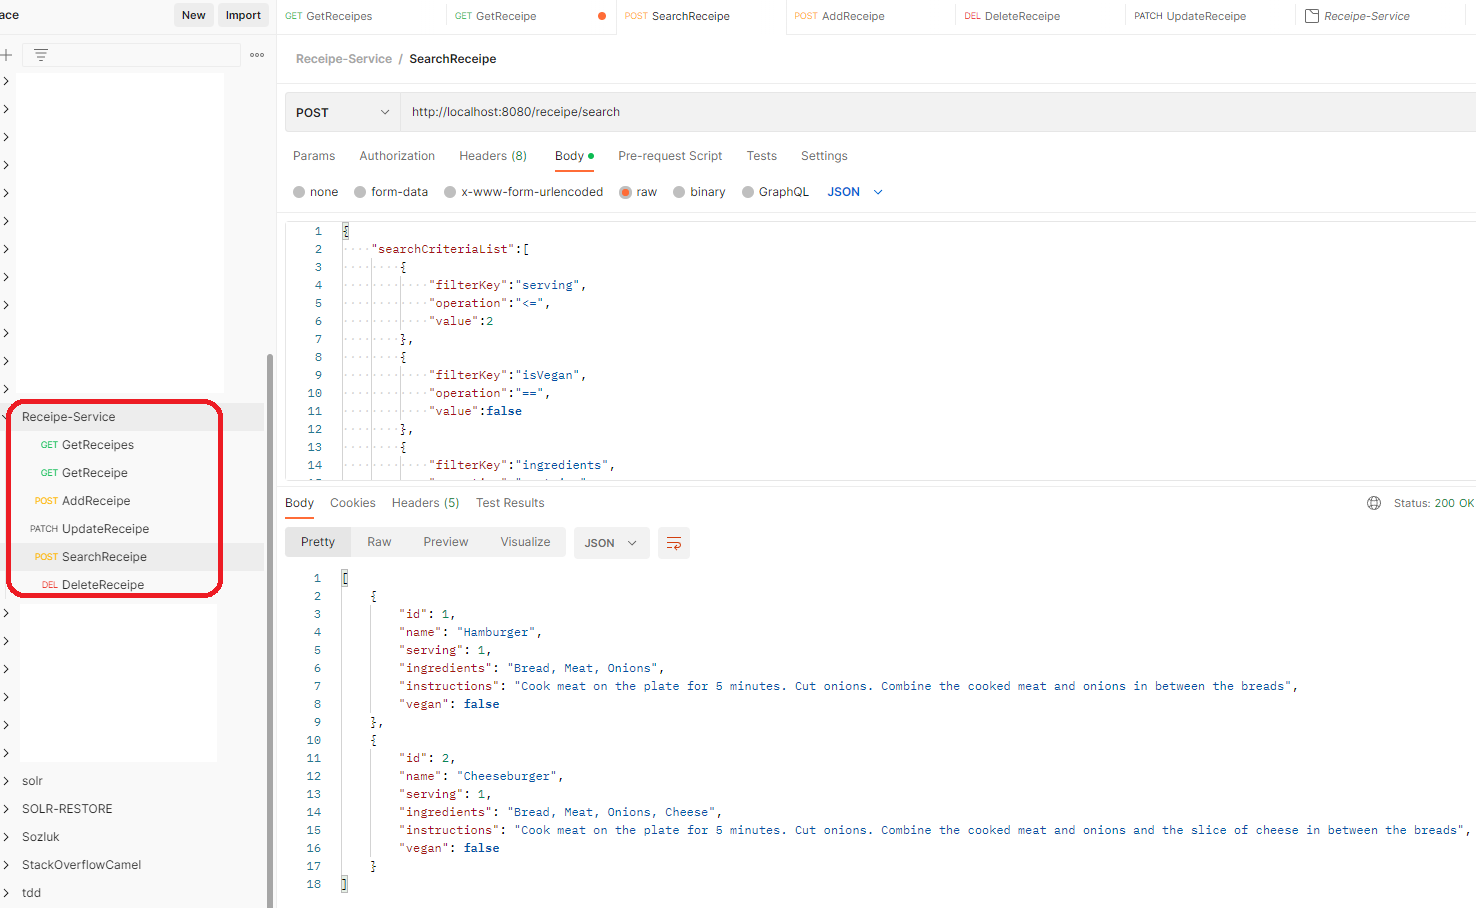 ace
New Import
GET GetReceipes
GET GetReceipe
POST SearchReceipe
POST AddReceipe
DEL DeleteReceipe
PATCH UpdateReceipe
Receipe-Service
Receipe-Service / SearchReceipe
POST http://localhost:8080/receipe/search
Params Authorization Headers (8) Body Pre-request Script Tests Settings
none form-data x-www-form-urlencoded raw binary GraphQL JSON
1 {
2 "searchCriteriaList":[
3 {
4 "filterKey":"serving",
5 "operation":"<=",
6 "value":2
7 },
8 {
9 "filterKey":"isVegan",
10 "operation":"==",
11 "value":false
12 },
13 {
14 "filterKey":"ingredients",
Receipe-Service
GET GetReceipes
GET GetReceipe
POST AddReceipe
PATCH UpdateReceipe
POST SearchReceipe
DEL DeleteReceipe
solr
SOLR-RESTORE
Sozluk
StackOverflowCamel
tdd
Body Cookies Headers (5) Test Results
Status: 200 OK
Pretty Raw Preview Visualize JSON
1 [
2 {
3 "id": 1,
4 "name": "Hamburger",
5 "serving": 1,
6 "ingredients": "Bread, Meat, Onions",
7 "instructions": "Cook meat on the plate for 5 minutes. Cut onions. Combine the cooked meat and onions in between the breads",
8 "vegan": false
9 },
10 {
11 "id": 2,
12 "name": "Cheeseburger",
13 "serving": 1,
14 "ingredients": "Bread, Meat, Onions, Cheese",
15 "instructions": "Cook meat on the plate for 5 minutes. Cut onions. Combine the cooked meat and onions and the slice of cheese in between the breads",
16 "vegan": false
17 }
18 ]